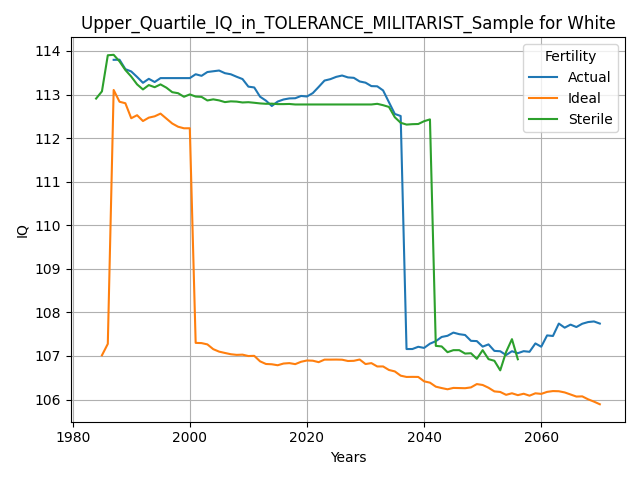 Upper_Quartile_IQ_in_TOLERANCE_MILITARIST_Sample for White
Fertility
Actual
Ideal
Sterile
IQ
114
113
112
111
110
109
108
107
106
1980
2000
2020
2040
2060
Years